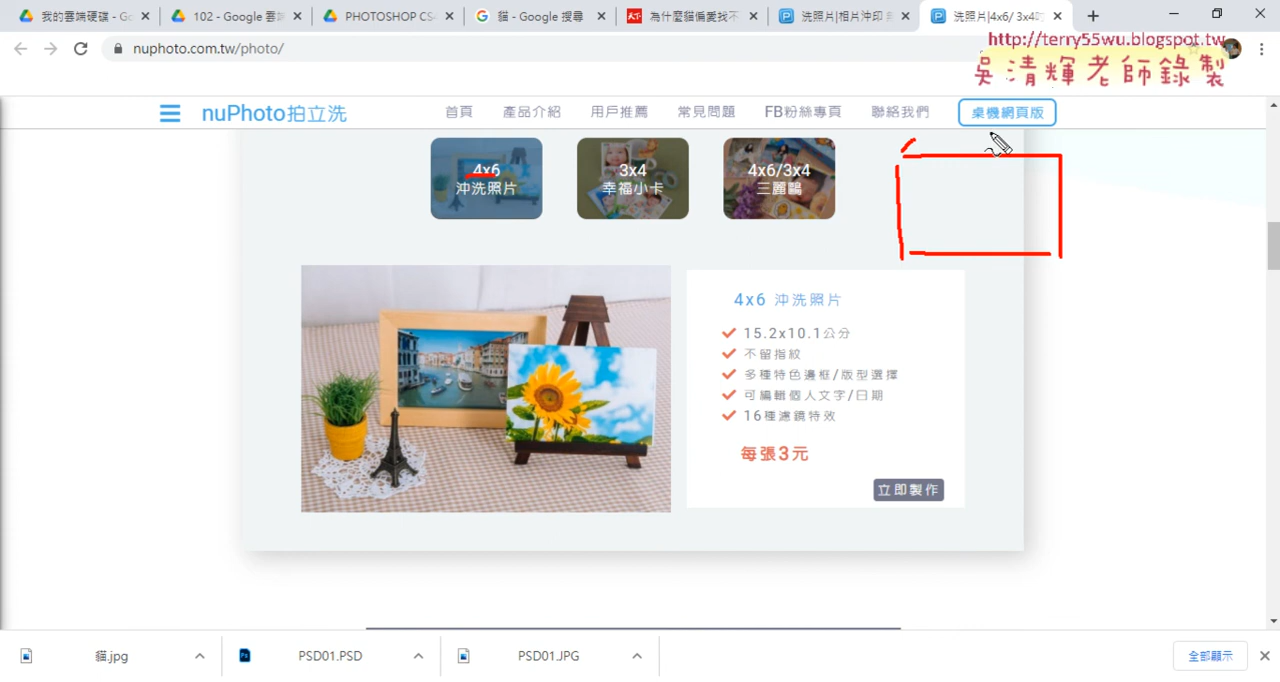 我的雲端硬碟 - Go
102 - Google 雲端
PHOTOSHOP CS
貓 - Google 搜尋
為什麼貓偏愛找不
洗照片|相片沖印
洗照片|4x6/ 3x4
nuphoto.com.tw/photo/
http://terry55wu.blogspot.tw
吳清輝老師錄製
nuPhoto拍立洗
首頁
產品介紹
用戶推薦
常見問題
FB粉絲專頁
聯絡我們
桌機網頁版
4x6
沖洗照片
3x4
幸福小卡
4x6/3x4
三麗鷗
4x6 沖洗照片
15.2x10.1公分
不留指紋
多種特色邊框/版型選擇
可編輯個人文字/日期
16種濾鏡特效
每張3元
立即製作
貓.jpg
PSD01.PSD
PSD01.JPG
全部顯示